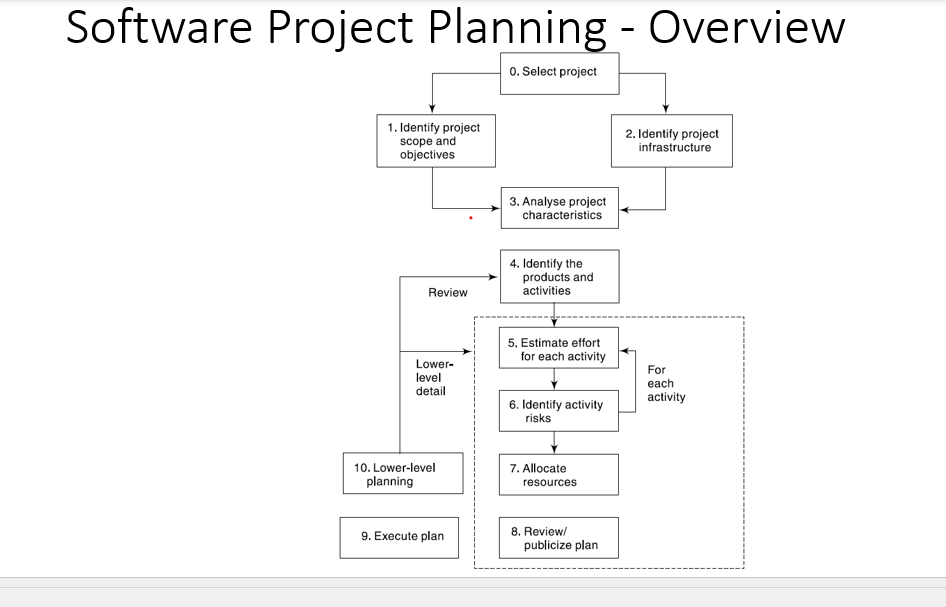 Software Project Planning - Overview
0. Select project
1. Identify project
scope and
objectives
2. Identify project
infrastructure
3. Analyse project
characteristics
4. Identify the
products and
activities
Review
5. Estimate effort
for each activity
Lower-
level
detail
For
each
activity
6. Identify activity
risks
10. Lower-level
planning
7. Allocate
resources
9. Execute plan
8. Review/
publicize plan